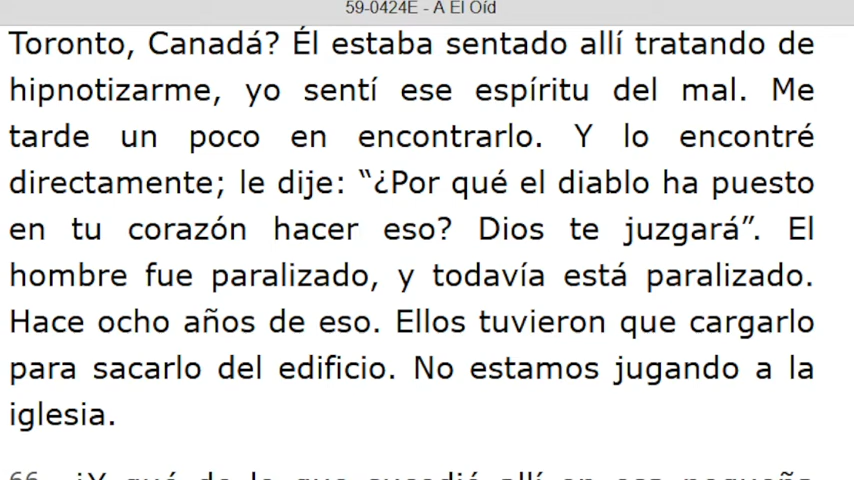 59-0424E - A Él Oíd
Toronto, Canadá? Él estaba sentado allí tratando de
hipnotizarme, yo sentí ese espíritu del mal. Me
tarde un poco en encontrarlo. Y lo encontré
directamente; le dije: “¿Por qué el diablo ha puesto
en tu corazón hacer eso? Dios te juzgará”. El
hombre fue paralizado, y todavía está paralizado.
Hace ocho años de eso. Ellos tuvieron que cargarlo
para sacarlo del edificio. No estamos jugando a la
iglesia.